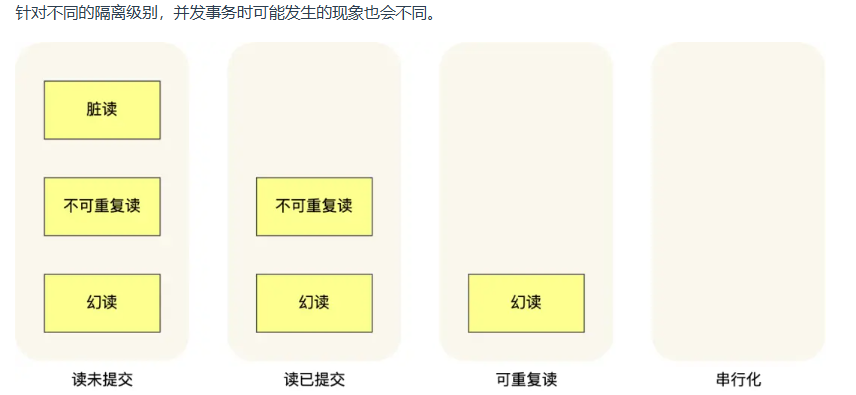 针对不同的隔离级别，并发事务时可能发生的现象也会不同。
脏读
不可重复读
不可重复读
幻读
幻读
幻读
读未提交
读已提交
可重复读
串行化